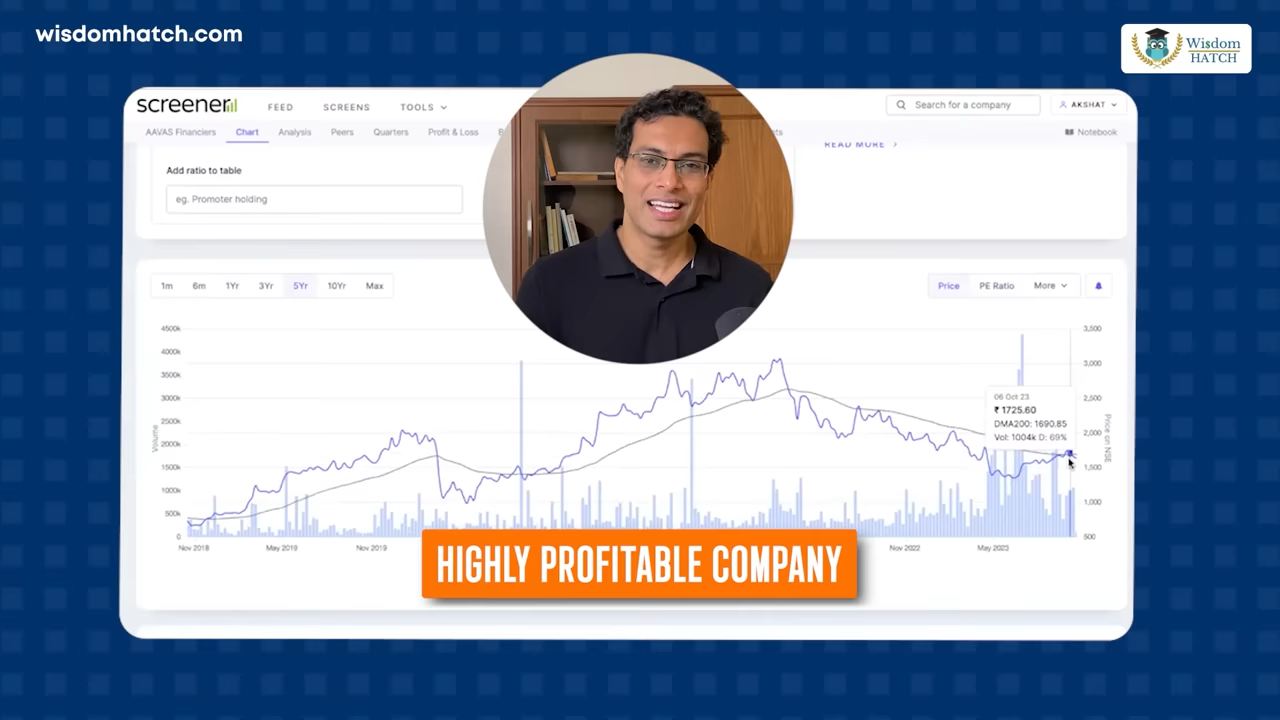 wisdomhatch.com
Wisdom
HATCH
screener
FEED
SCREENS
TOOLS
Search for a company
AKSHAT
AAVAS Financiers
Chart
Analysis
Peers
Quarters
Profit & Loss
Notebook
READ MORE
Add ratio to table
eg. Promoter holding
1m
6m
1Yr
3Yr
5Yr
10Yr
Max
Price
PE Ratio
More
4500k
4000k
3500k
3000k
2500k
2000k
1500k
1000k
500k
0
Volume
3,500
3,000
2,500
2,000
1,500
1,000
500
Price on NSE
06 Oct 23
₹ 1725.60
DMA200: 1690.85
Vol: 1004k D: 69%
Nov 2018
May 2019
Nov 2019
Nov 2022
May 2023
HIGHLY PROFITABLE COMPANY